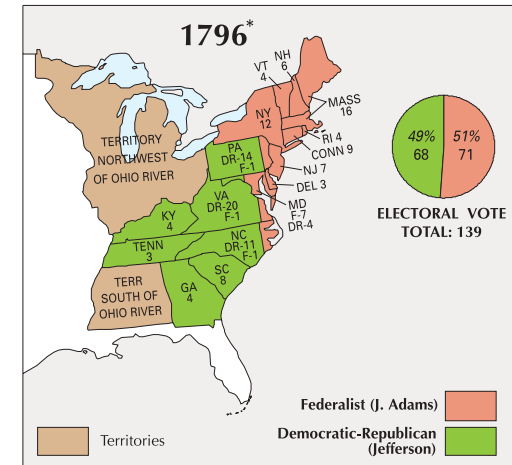 1796*
NH
6
VT
4
MASS
16
NY
12
RI 4
CONN 9
NJ 7
DEL 3
MD
F-7
DR-4
PA
DR-14
F-1
TERRITORY
NORTHWEST
OF OHIO RIVER
VA
DR-20
F-1
KY
4
NC
DR-11
F-1
TENN
3
SC
8
GA
4
TERR
SOUTH OF
OHIO RIVER
49%
68
51%
71
ELECTORAL VOTE
TOTAL: 139
Federalist (J. Adams)
Democratic-Republican
(Jefferson)
Territories